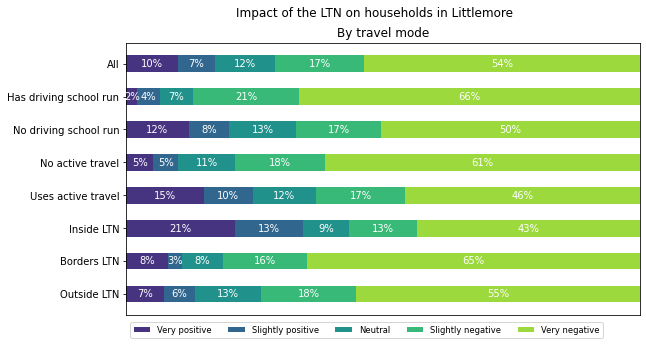 Impact of the LTN on households in Littlemore
By travel mode
All 10% 7% 12% 17% 54%
Has driving school run 2% 4% 7% 21% 66%
No driving school run 12% 8% 13% 17% 50%
No active travel 5% 5% 11% 18% 61%
Uses active travel 15% 10% 12% 17% 46%
Inside LTN 21% 13% 9% 13% 43%
Borders LTN 8% 3% 8% 16% 65%
Outside LTN 7% 6% 13% 18% 55%
Very positive Slightly positive Neutral Slightly negative Very negative